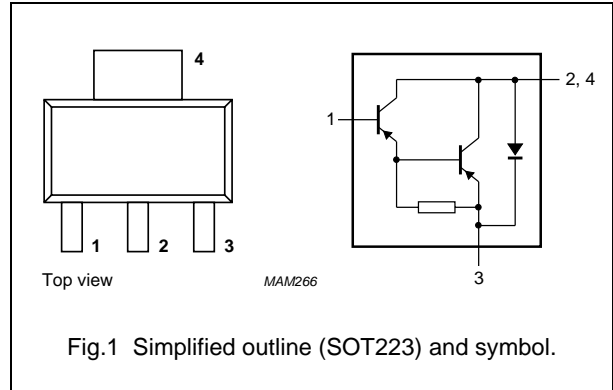 4
1
2
3
Top view
MAM266
1
2, 4
3
Fig.1 Simplified outline (SOT223) and symbol.